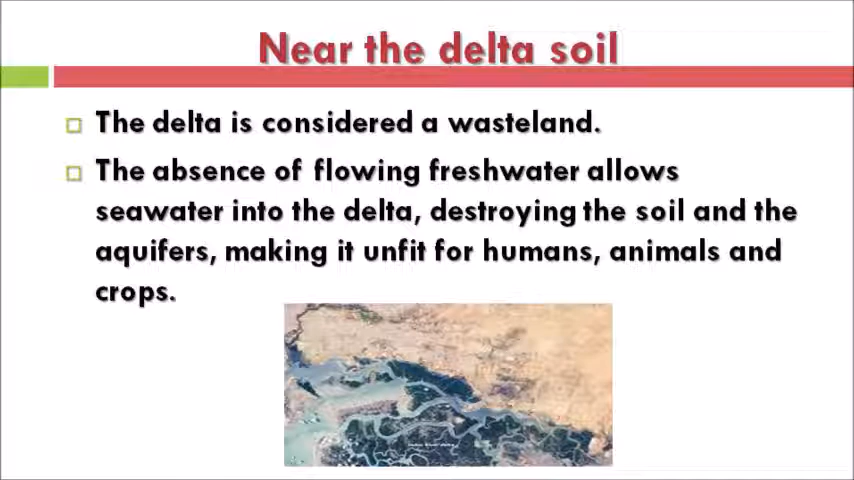 Near the delta soil
The delta is considered a wasteland.
The absence of flowing freshwater allows
seawater into the delta, destroying the soil and the
aquifers, making it unfit for humans, animals and
crops.